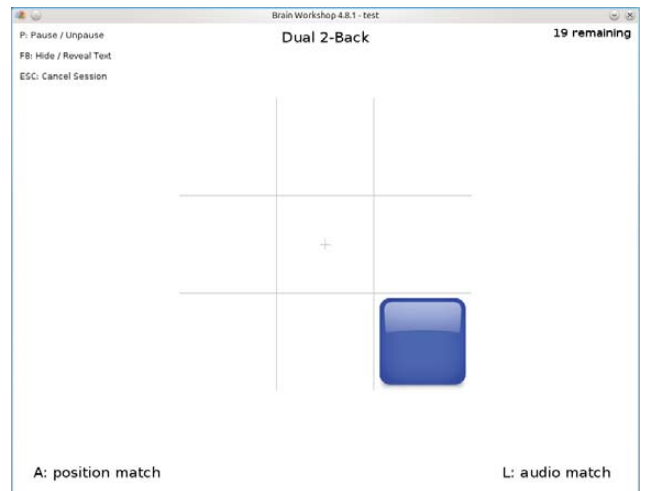 Brain Workshop 4.8.1 - test
P: Pause / Unpause
Dual 2-Back
19 remaining
F8: Hide / Reveal Text
ESC: Cancel Session
A: position match
L: audio match